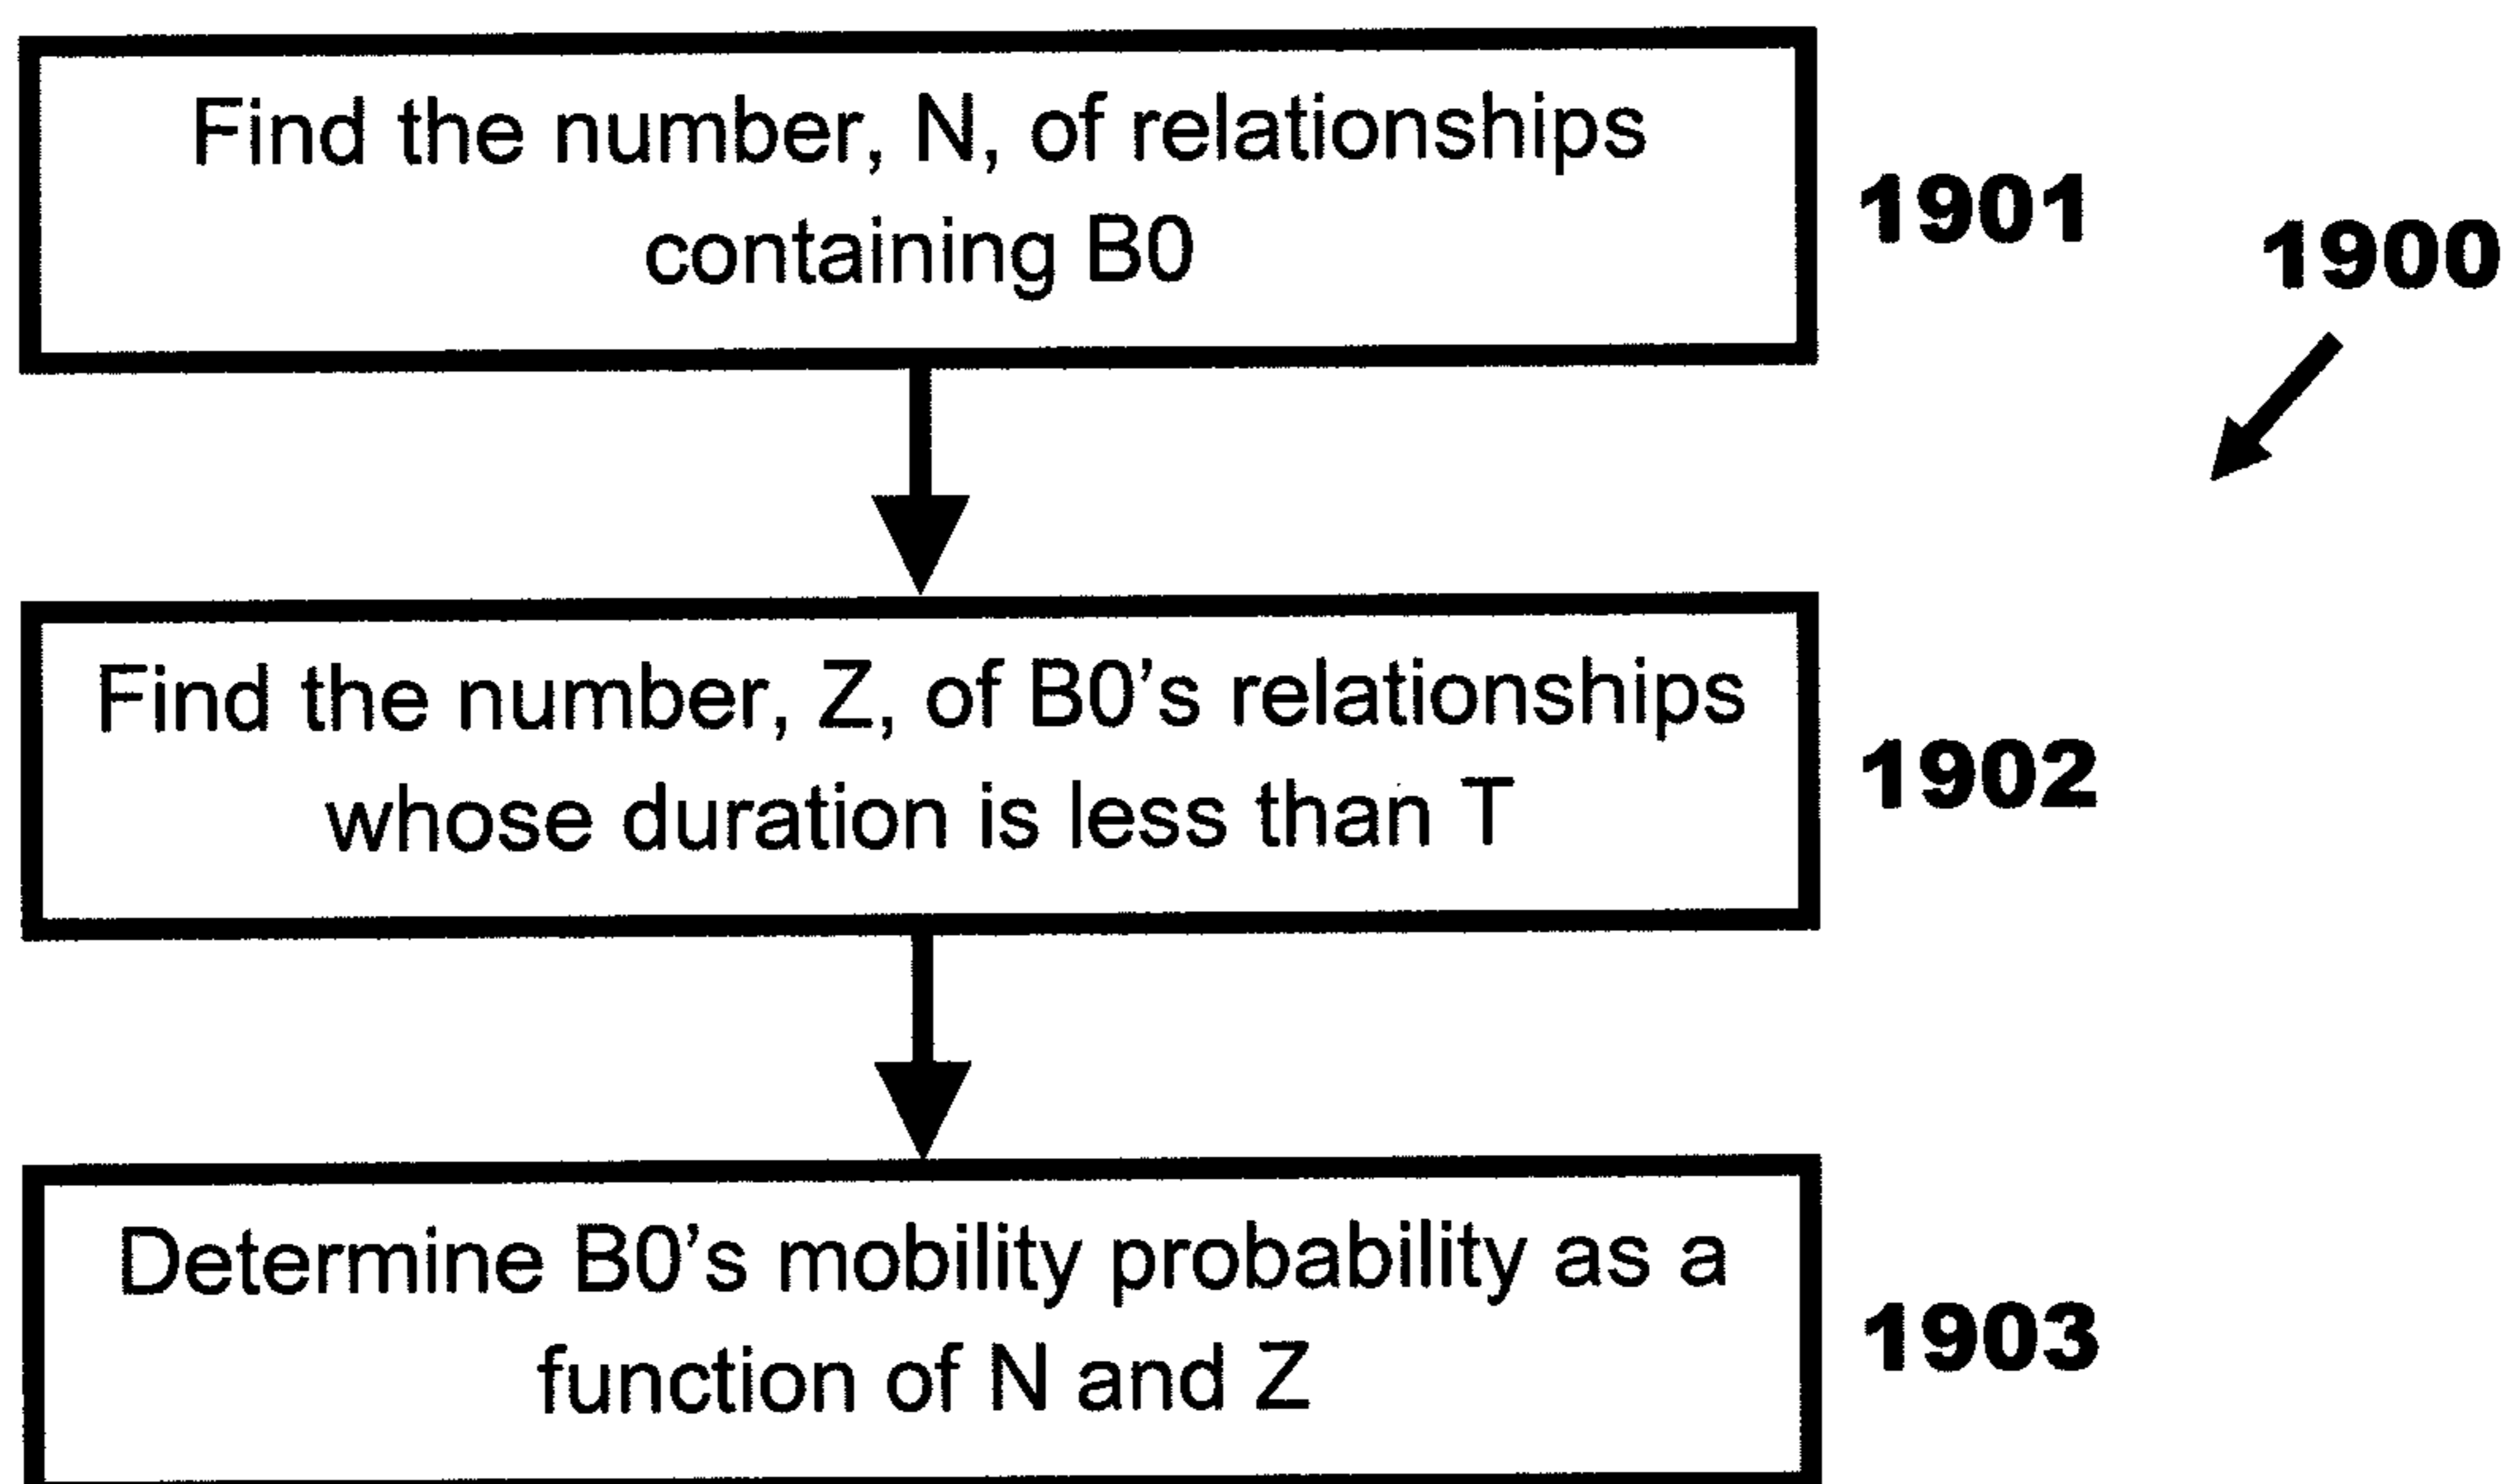 Find the number, N, of relationships
containing B0
1901
1900
Find the number, Z, of B0's relationships
whose duration is less than T
1902
Determine B0's mobility probability as a
function of N and Z
1903